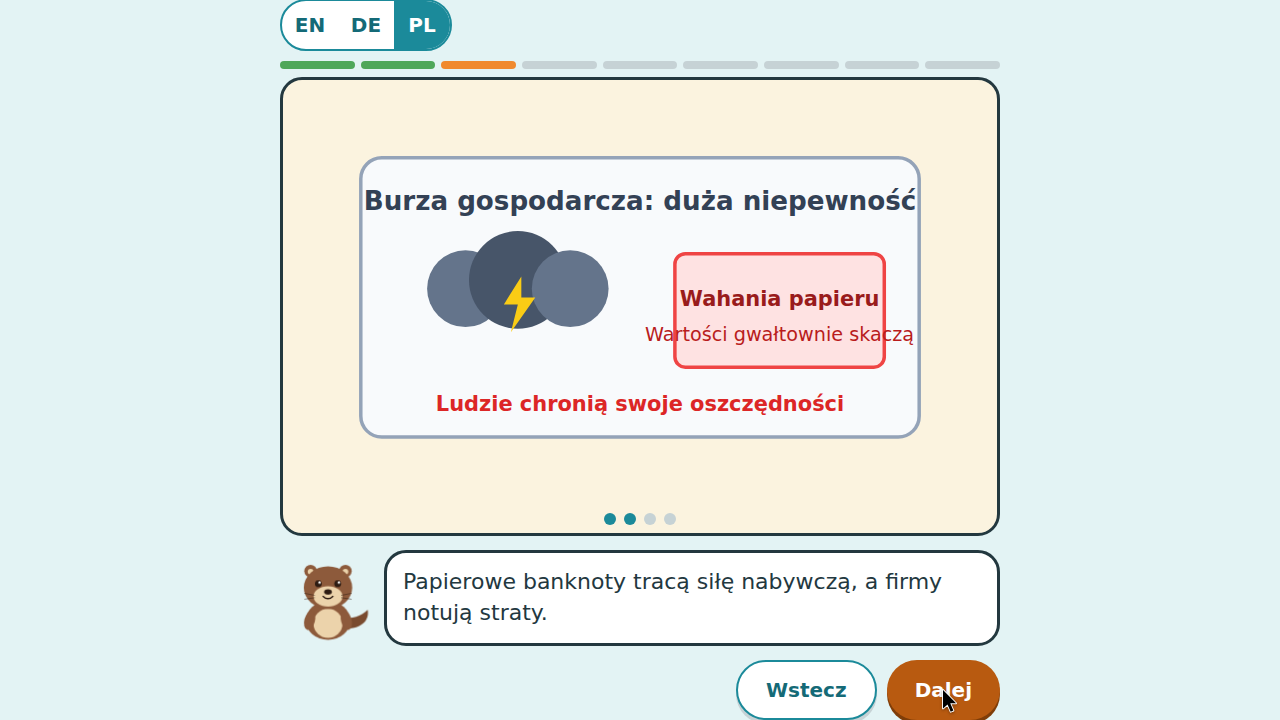 EN DE PL
Burza gospodarcza: duża niepewność
Wahania papieru
Wartości gwałtownie skaczą
Ludzie chronią swoje oszczędności
Papierowe banknoty tracą siłę nabywczą, a firmy
notują straty.
Wstecz Dalej